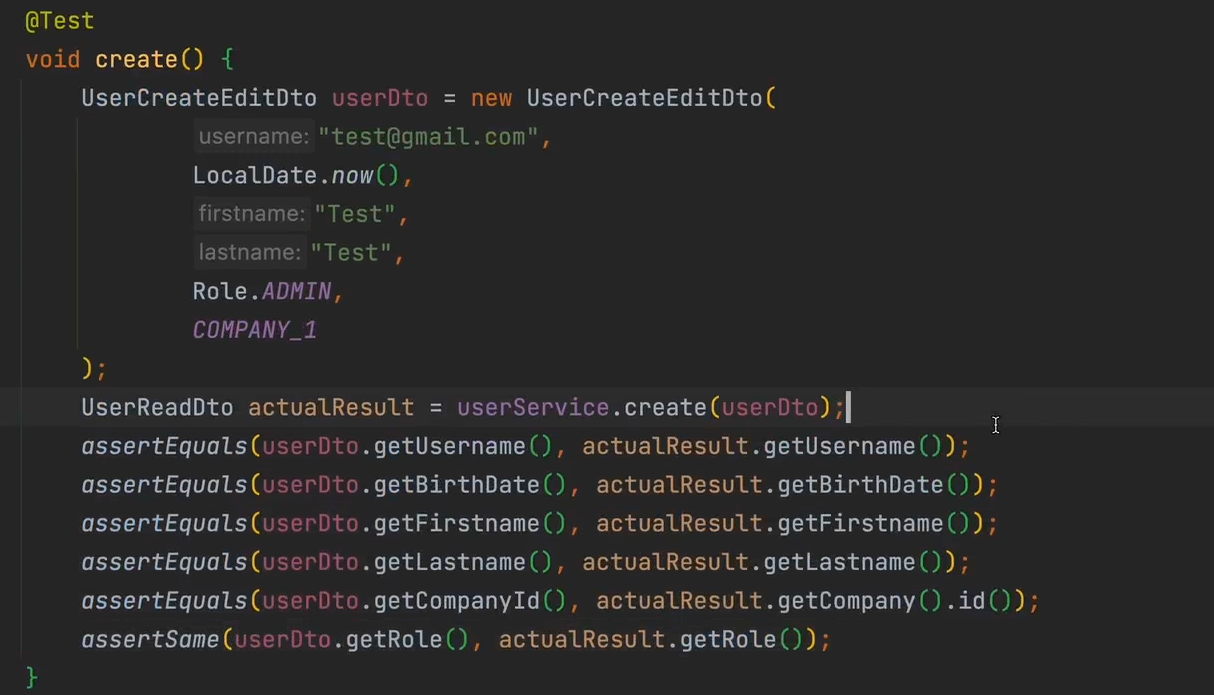 @Test
void create() {
UserCreateEditDto userDto = new UserCreateEditDto(
username: "test@gmail.com",
LocalDate.now(),
firstname: "Test",
lastname: "Test",
Role.ADMIN,
COMPANY_1
);
UserReadDto actualResult = userService.create(userDto);
assertEquals(userDto.getUsername(), actualResult.getUsername());
assertEquals(userDto.getBirthDate(), actualResult.getBirthDate());
assertEquals(userDto.getFirstname(), actualResult.getFirstname());
assertEquals(userDto.getLastname(), actualResult.getLastname());
assertEquals(userDto.getCompanyId(), actualResult.getCompany().id());
assertSame(userDto.getRole(), actualResult.getRole());
}